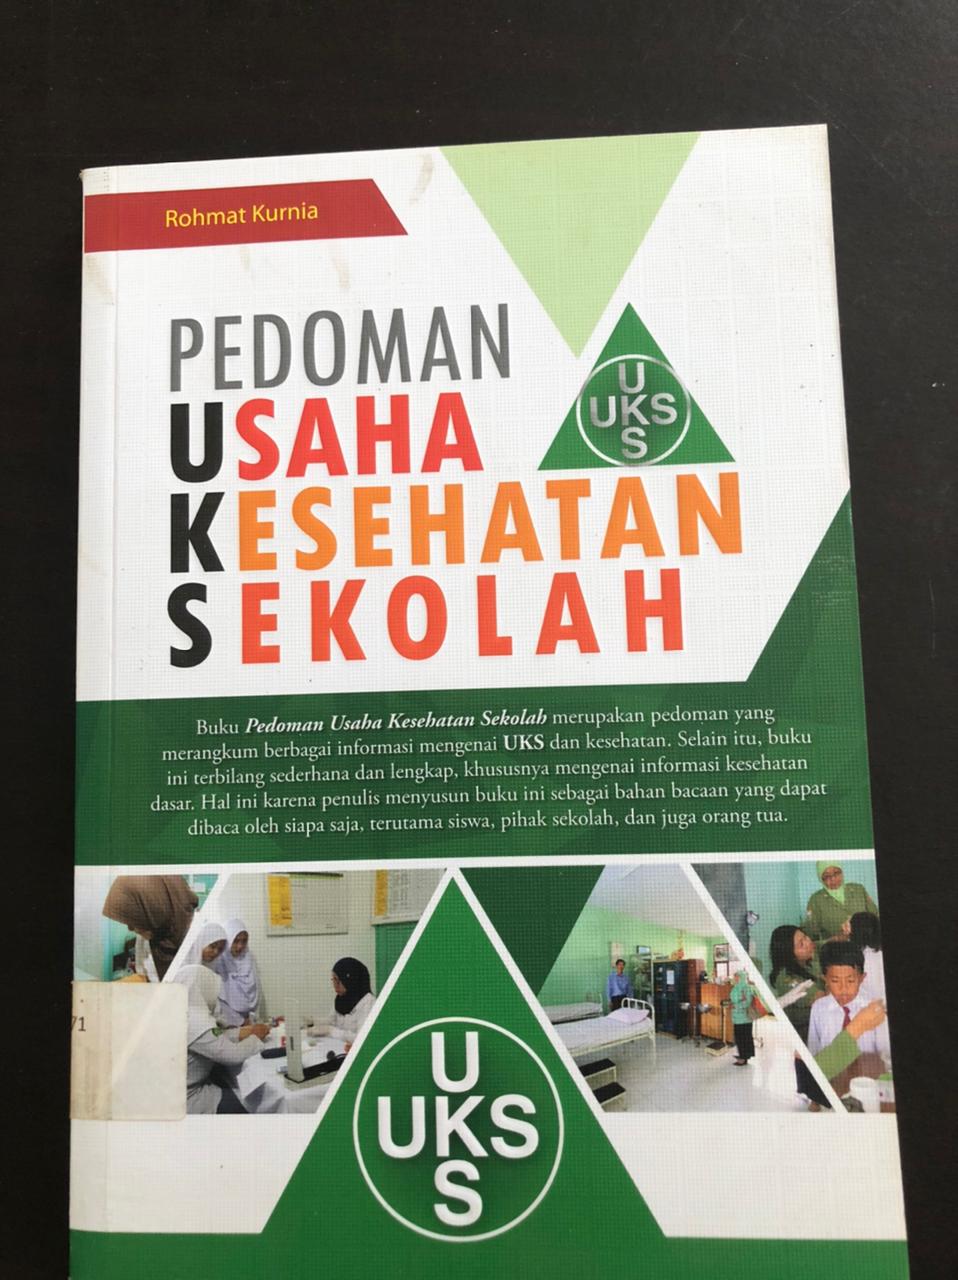 Rohmat Kurnia
PEDOMAN
USAHA
KESEHATAN
SEKOLAH
U
UKS
S
Buku Pedoman Usaha Kesehatan Sekolah merupakan pedoman yang
merangkum berbagai informasi mengenai UKS dan kesehatan. Selain itu, buku
ini terbilang sederhana dan lengkap, khususnya mengenai informasi kesehatan
dasar. Hal ini karena penulis menyusun buku ini sebagai bahan bacaan yang dapat
dibaca oleh siapa saja, terutama siswa, pihak sekolah, dan juga orang tua.
71
U
UKS
S